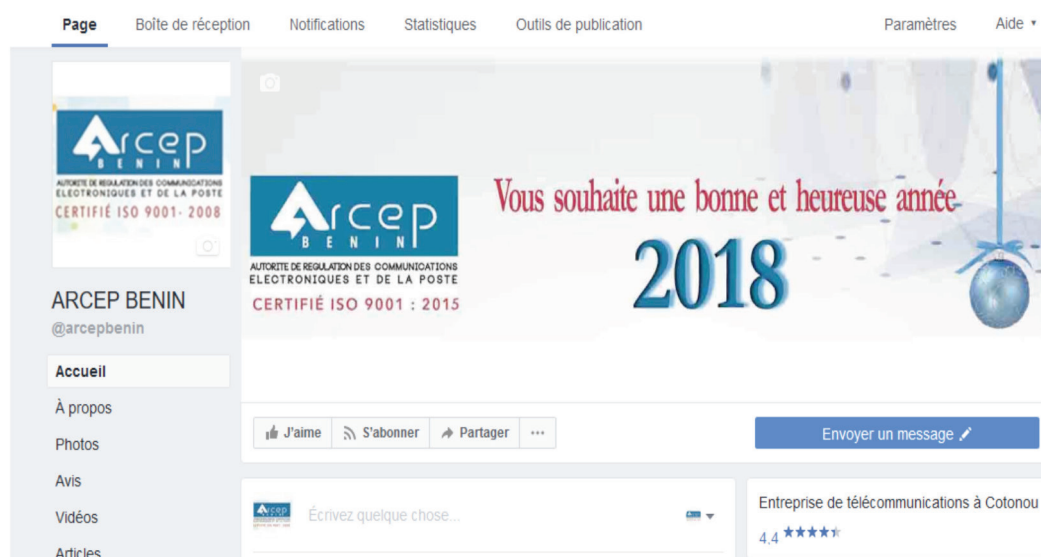 Page Boîte de réception Notifications Statistiques Outils de publication Paramètres Aide
Arcep
BENIN
AUTORITE DE REGULATION DES COMMUNICATIONS
ELECTRONIQUES ET DE LA POSTE
CERTIFIÉ ISO 9001- 2008
ARCEP BENIN
@arcepbenin
Accueil
À propos
Photos
Avis
Vidéos
Articles
Arcep
BENIN
AUTORITE DE REGULATION DES COMMUNICATIONS
ELECTRONIQUES ET DE LA POSTE
CERTIFIÉ ISO 9001 : 2015
Vous souhaite une bonne et heureuse année
2018
J'aime S'abonner Partager ...
Envoyer un message
Arcep
Écrivez quelque chose...
Entreprise de télécommunications à Cotonou
4,4